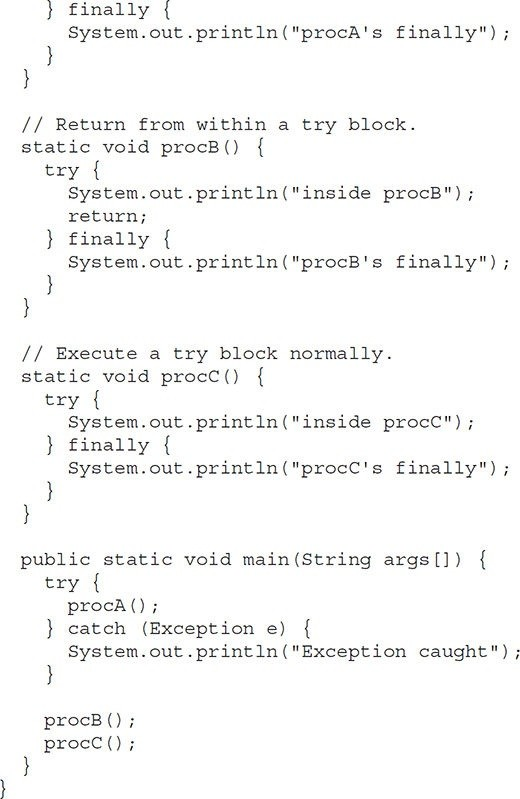 } finally {
      System.out.println("procA's finally");
    }
  }

  // Return from within a try block.
  static void procB() {
    try {
      System.out.println("inside procB");
      return;
    } finally {
      System.out.println("procB's finally");
    }
  }

  // Execute a try block normally.
  static void procC() {
    try {
      System.out.println("inside procC");
    } finally {
      System.out.println("procC's finally");
    }
  }

  public static void main(String args[]) {
    try {
      procA();
    } catch (Exception e) {
      System.out.println("Exception caught");
    }

    procB();
    procC();
  }
}